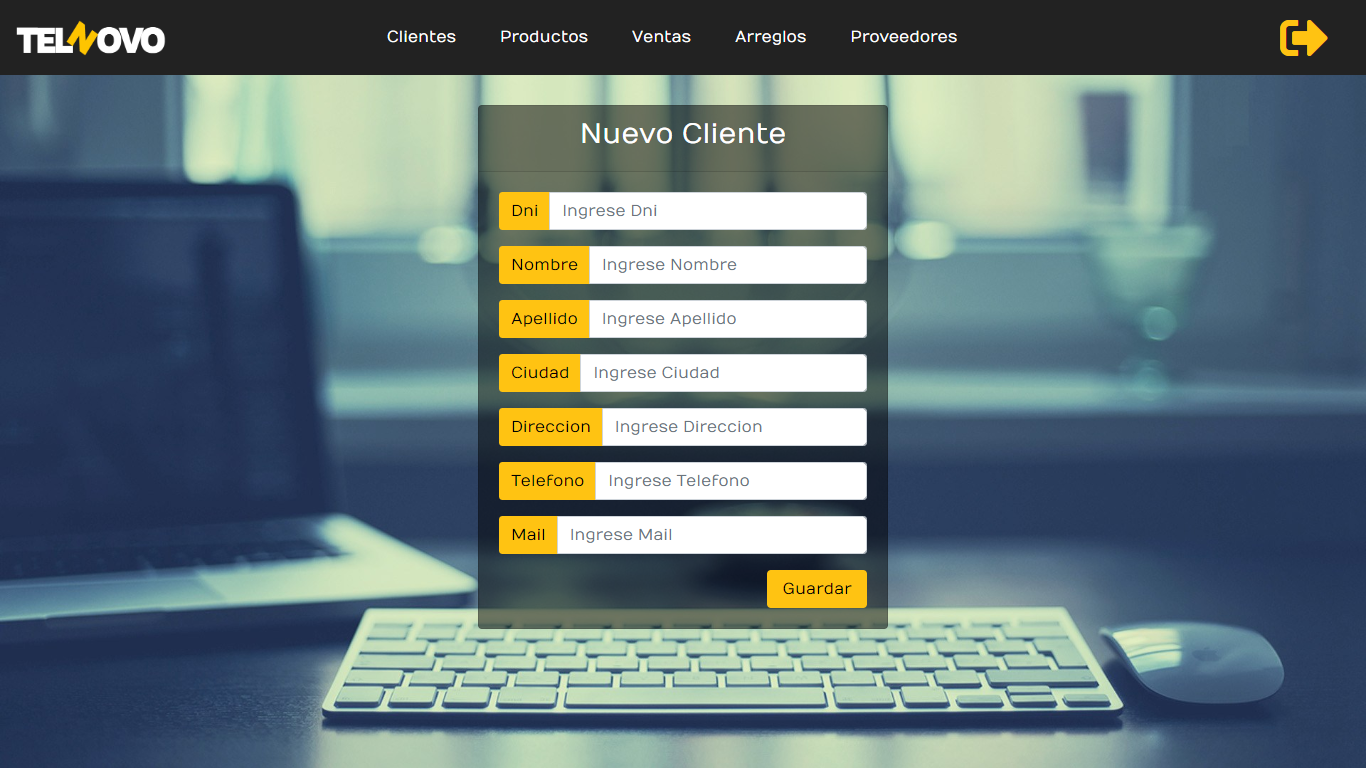 TELNOVO
Clientes Productos Ventas Arreglos Proveedores
Nuevo Cliente
Dni Ingrese Dni
Nombre Ingrese Nombre
Apellido Ingrese Apellido
Ciudad Ingrese Ciudad
Direccion Ingrese Direccion
Telefono Ingrese Telefono
Mail Ingrese Mail
Guardar